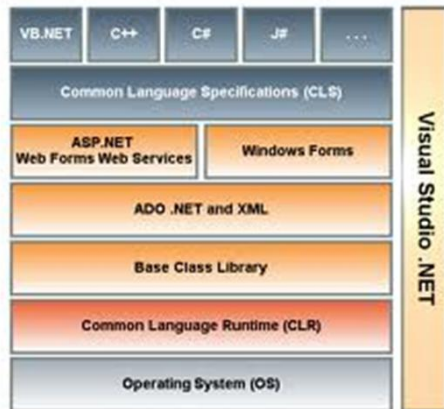 VB.NET
C++
C#
J#
...
Common Language Specifications (CLS)
ASP.NET
Web Forms Web Services
Windows Forms
ADO .NET and XML
Base Class Library
Common Language Runtime (CLR)
Operating System (OS)
Visual Studio .NET